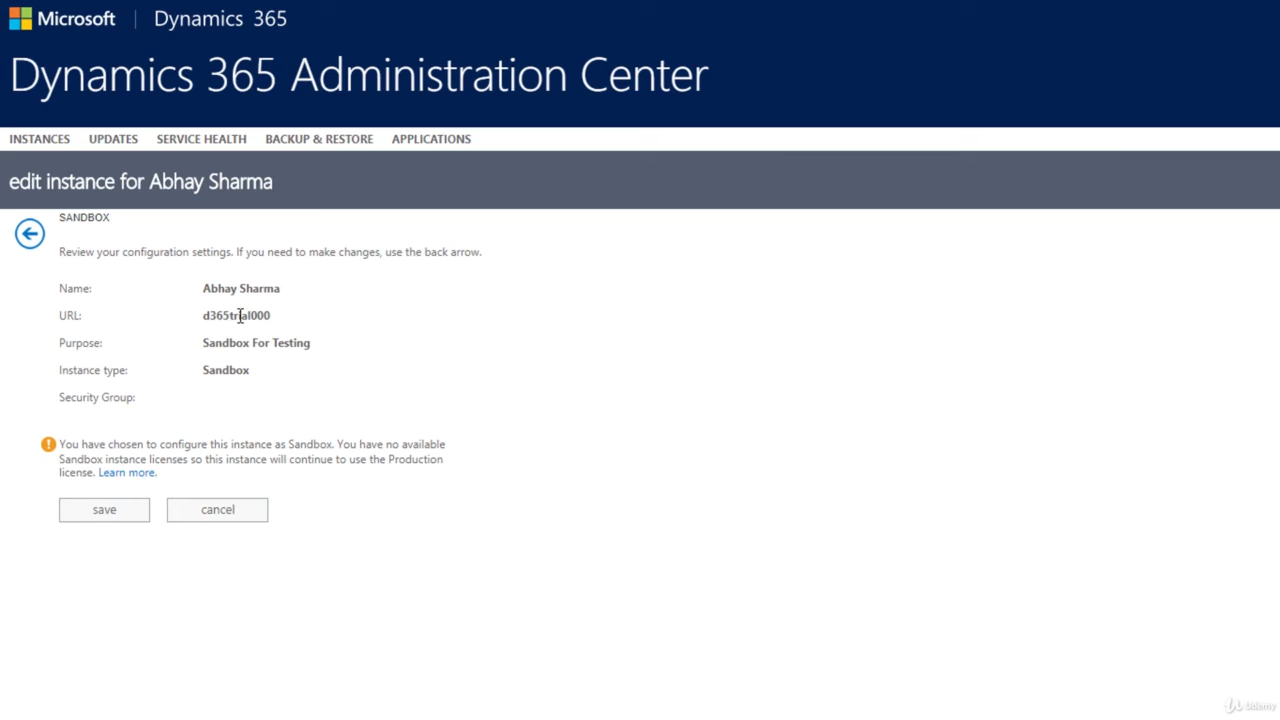 Microsoft | Dynamics 365
Dynamics 365 Administration Center
INSTANCES UPDATES SERVICE HEALTH BACKUP & RESTORE APPLICATIONS
edit instance for Abhay Sharma
SANDBOX
Review your configuration settings. If you need to make changes, use the back arrow.
Name: Abhay Sharma
URL: d365trial000
Purpose: Sandbox For Testing
Instance type: Sandbox
Security Group:
You have chosen to configure this instance as Sandbox. You have no available
Sandbox instance licenses so this instance will continue to use the Production
license. Learn more.
save cancel
Udemy